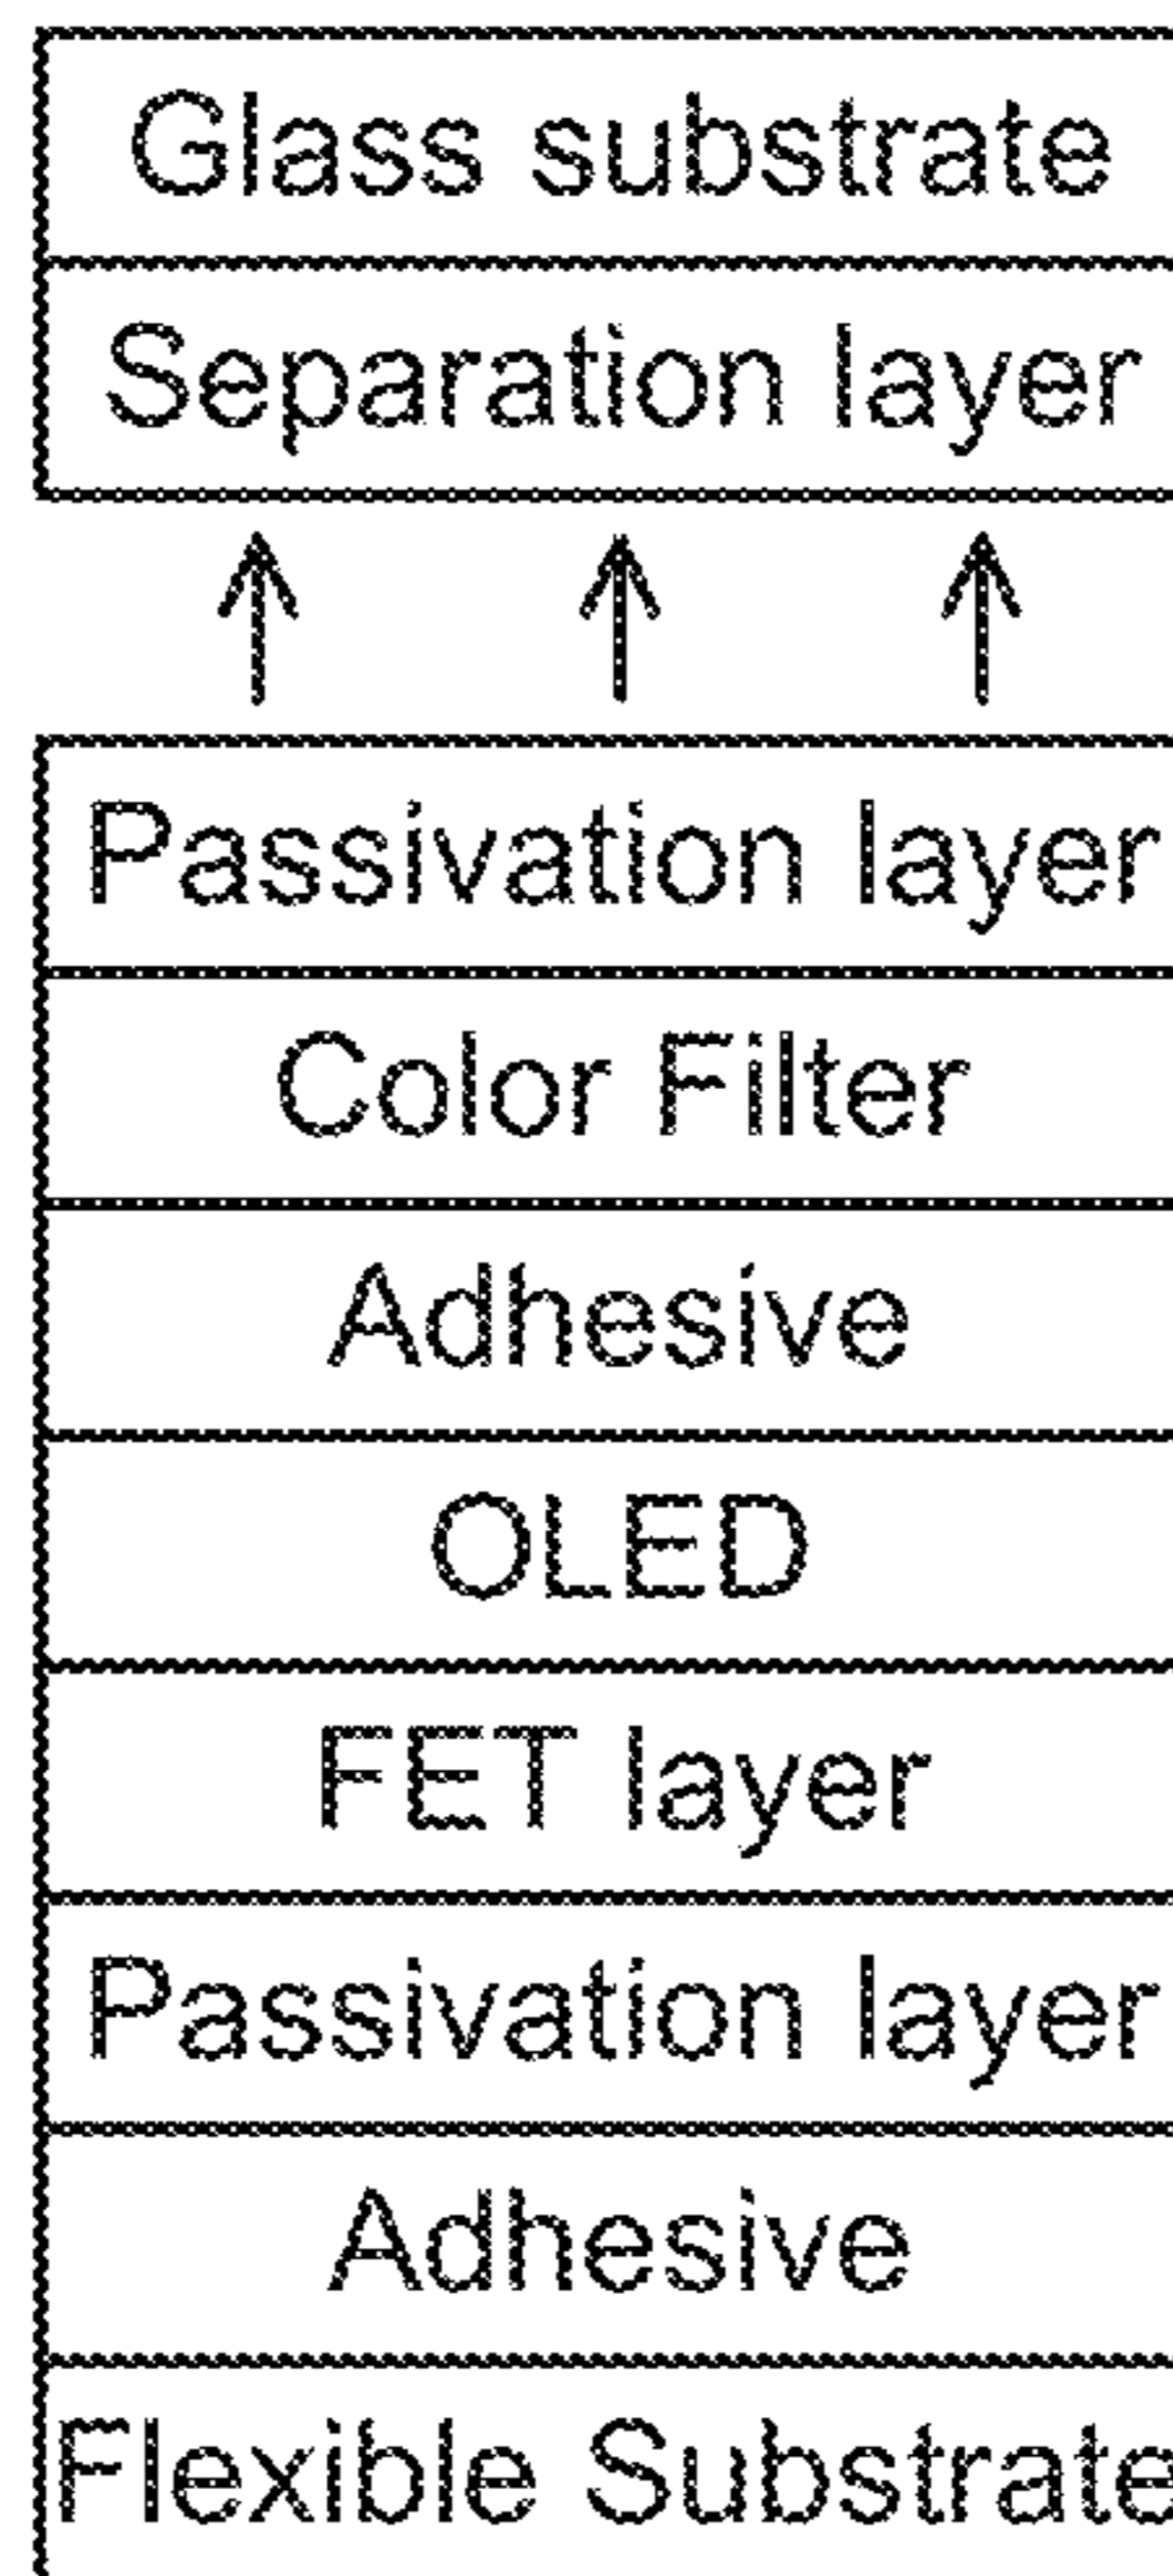 Glass substrate
Separation layer
Passivation layer
Color Filter
Adhesive
OLED
FET layer
Passivation layer
Adhesive
Flexible Substrate